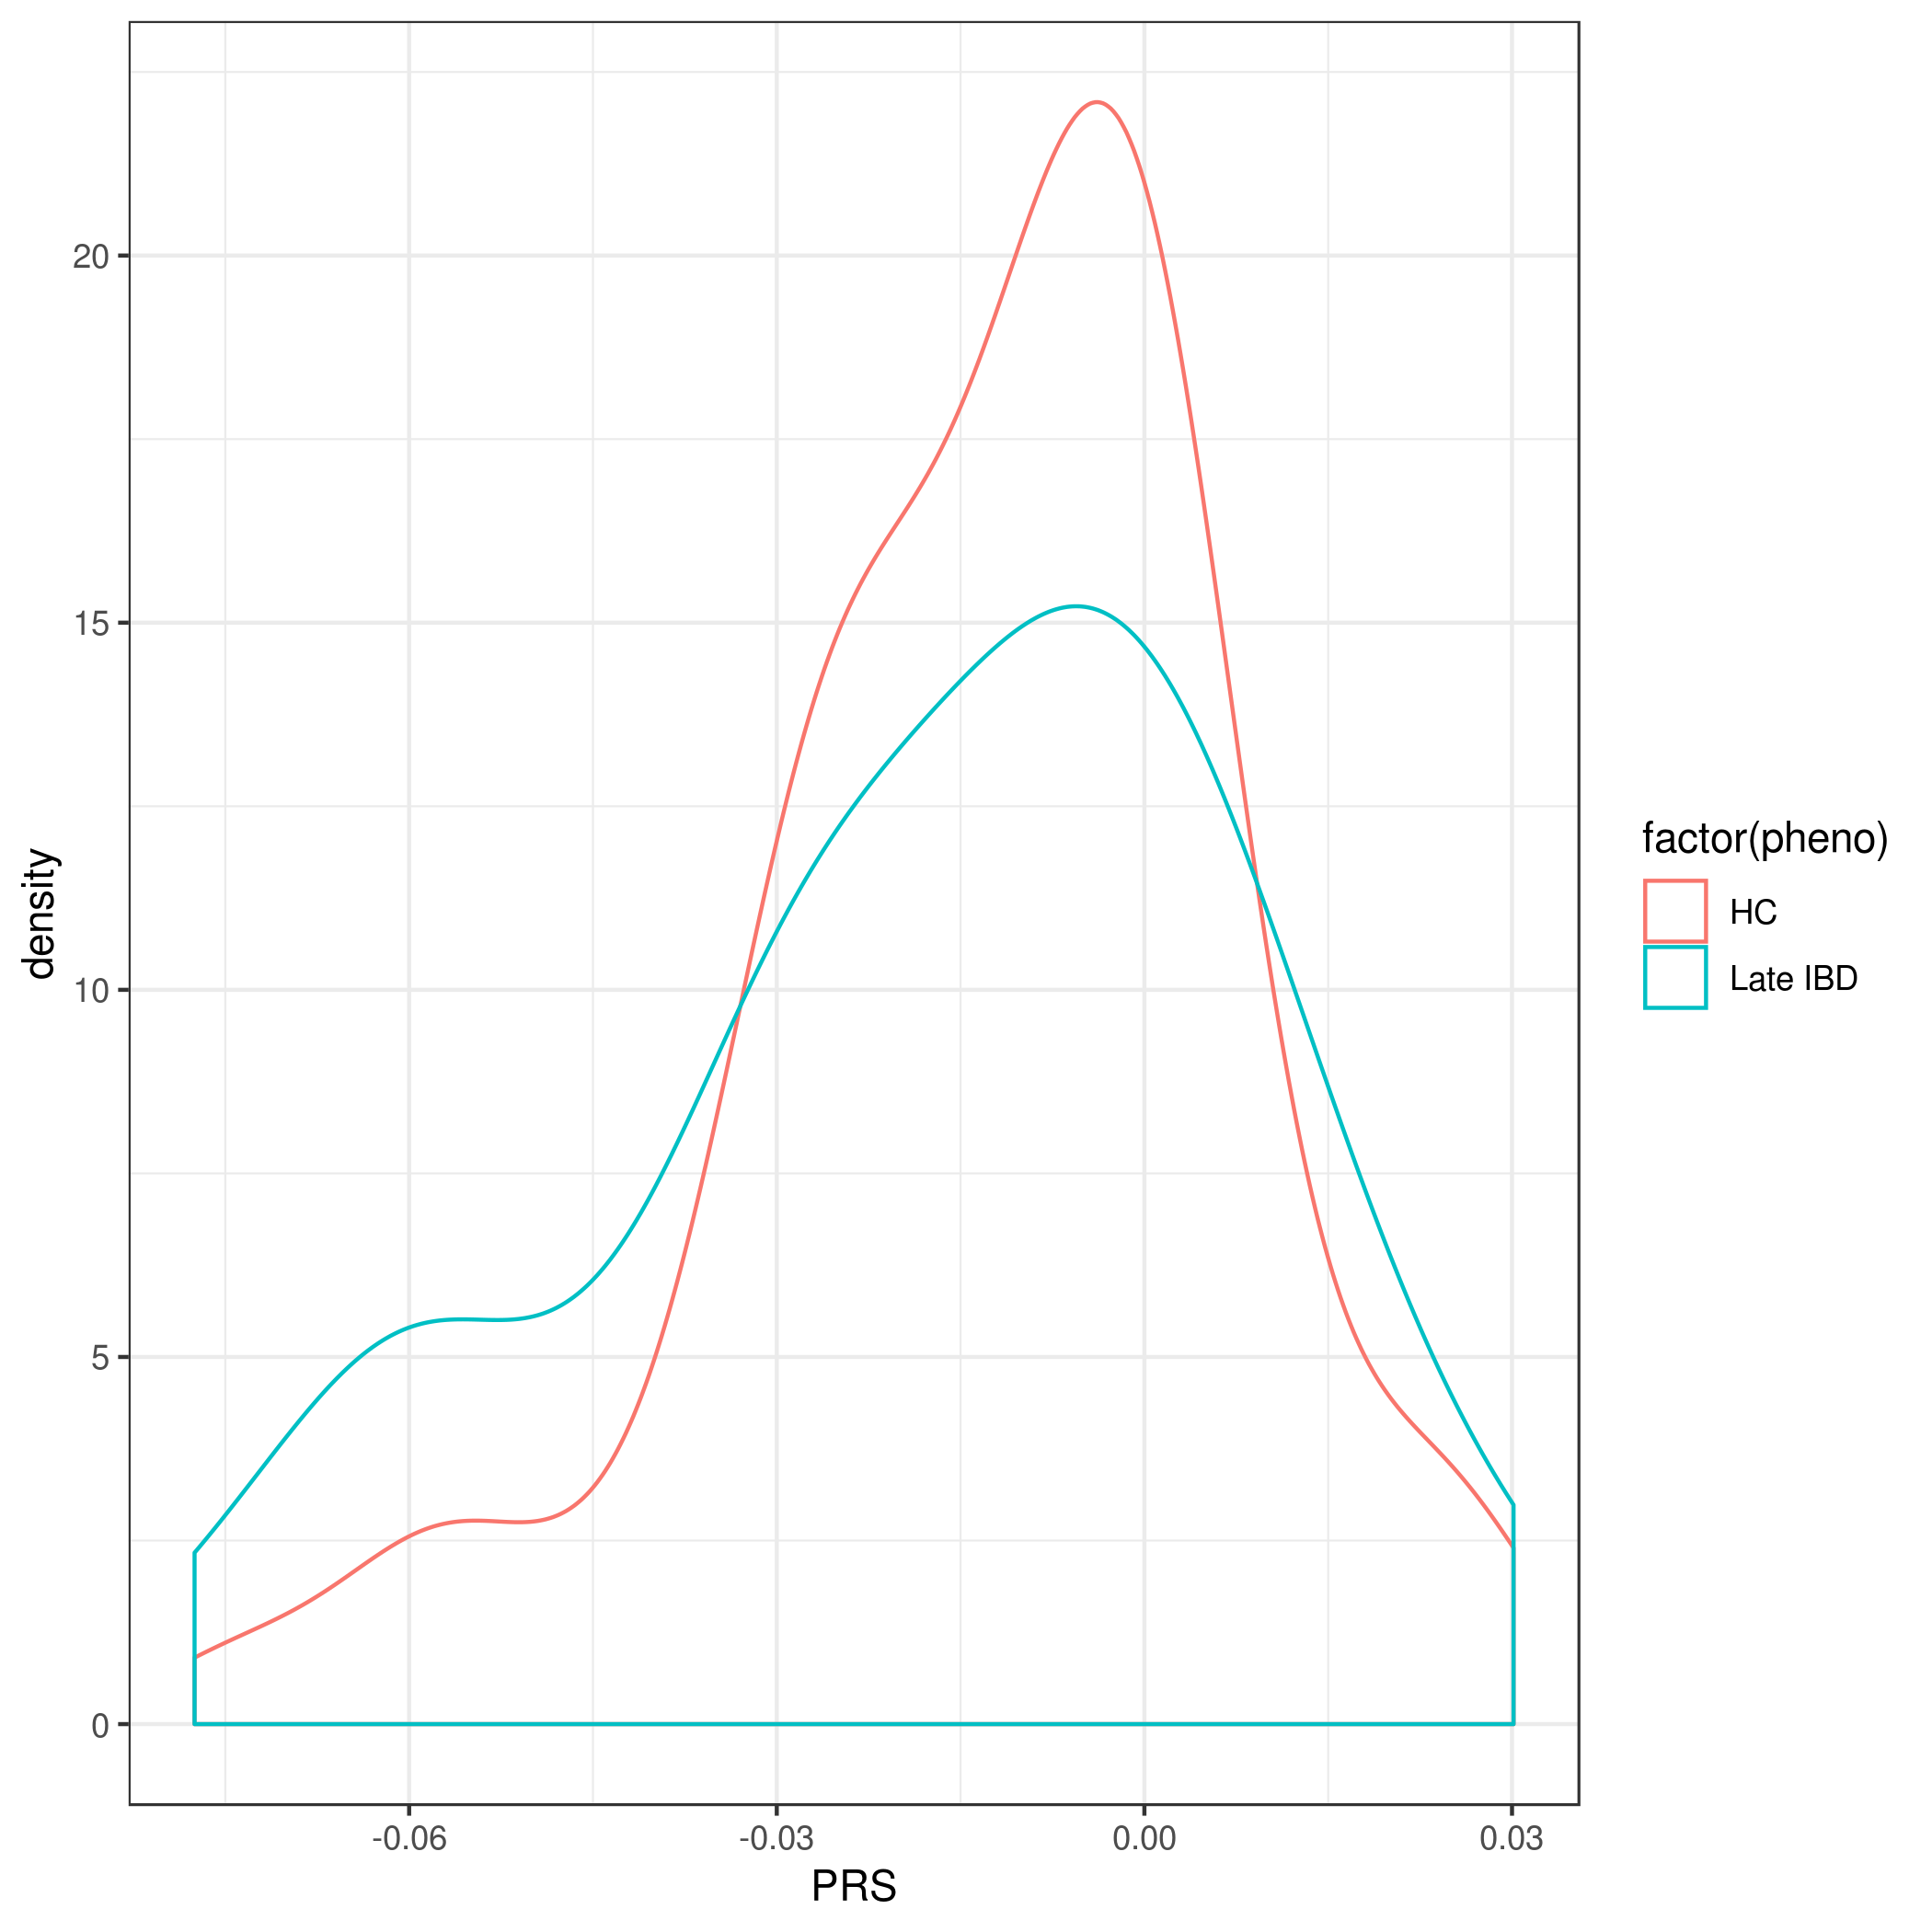 20
15
10
5
0
density
-0.06 -0.03 0.00 0.03
PRS
factor(pheno)
HC
Late IBD